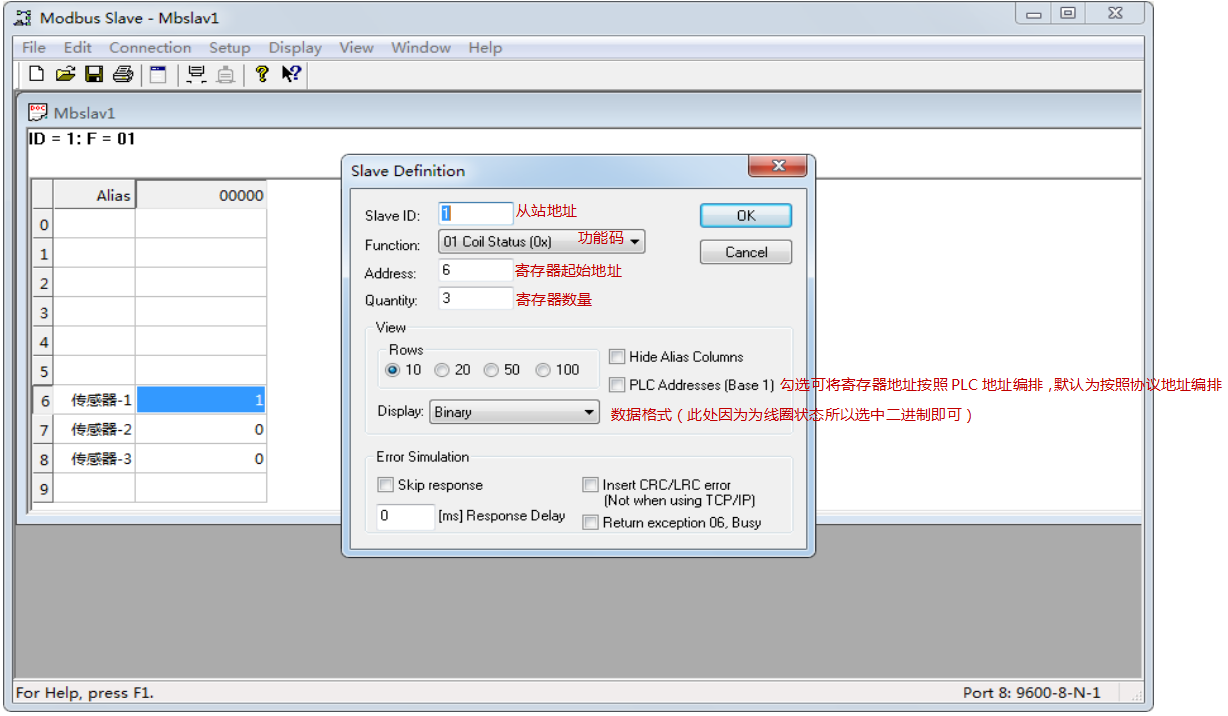 Modbus Slave - Mbslav1
File Edit Connection Setup Display View Window Help
Mbslav1
ID = 1: F = 01
Alias 00000
0
1
2
3
4
5
6 传感器-1 1
7 传感器-2 0
8 传感器-3 0
9
Slave Definition
Slave ID: 1 从站地址
OK
Function: 01 Coil Status (0x) 功能码
Cancel
Address: 6 寄存器起始地址
Quantity: 3 寄存器数量
View
Rows
10 20 50 100
Hide Alias Columns
PLC Addresses (Base 1) 勾选可将寄存器地址按照 PLC 地址编排,默认为按照协议地址编排
Display: Binary 数据格式（此处因为为线圈状态所以选中二进制即可）
Error Simulation
Skip response
Insert CRC/LRC error
(Not when using TCP/IP)
0 [ms] Response Delay
Return exception 06, Busy
For Help, press F1.
Port 8: 9600-8-N-1